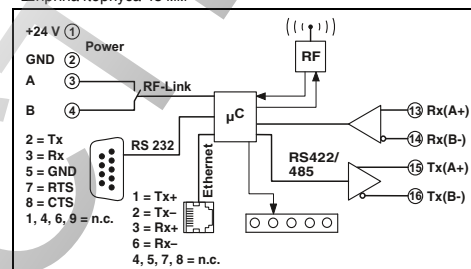 +24 V 1
Power
GND 2
A 3
RF-Link
B 4
RF
µC
13 Rx(A+)
14 Rx(B-)
RS422/
485
15 Tx(A+)
16 Tx(B-)
RS 232
2 = Tx
3 = Rx
5 = GND
7 = RTS
8 = CTS
1, 4, 6, 9 = n.c.
Ethernet
1 = Tx+
2 = Tx–
3 = Rx+
6 = Rx–
4, 5, 7, 8 = n.c.